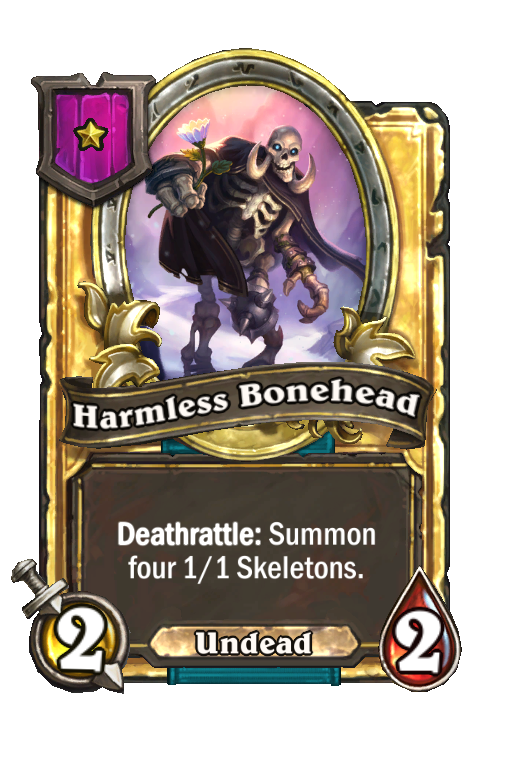 Harmless Bonehead
Deathrattle: Summon
four 1/1 Skeletons.
2
Undead
2